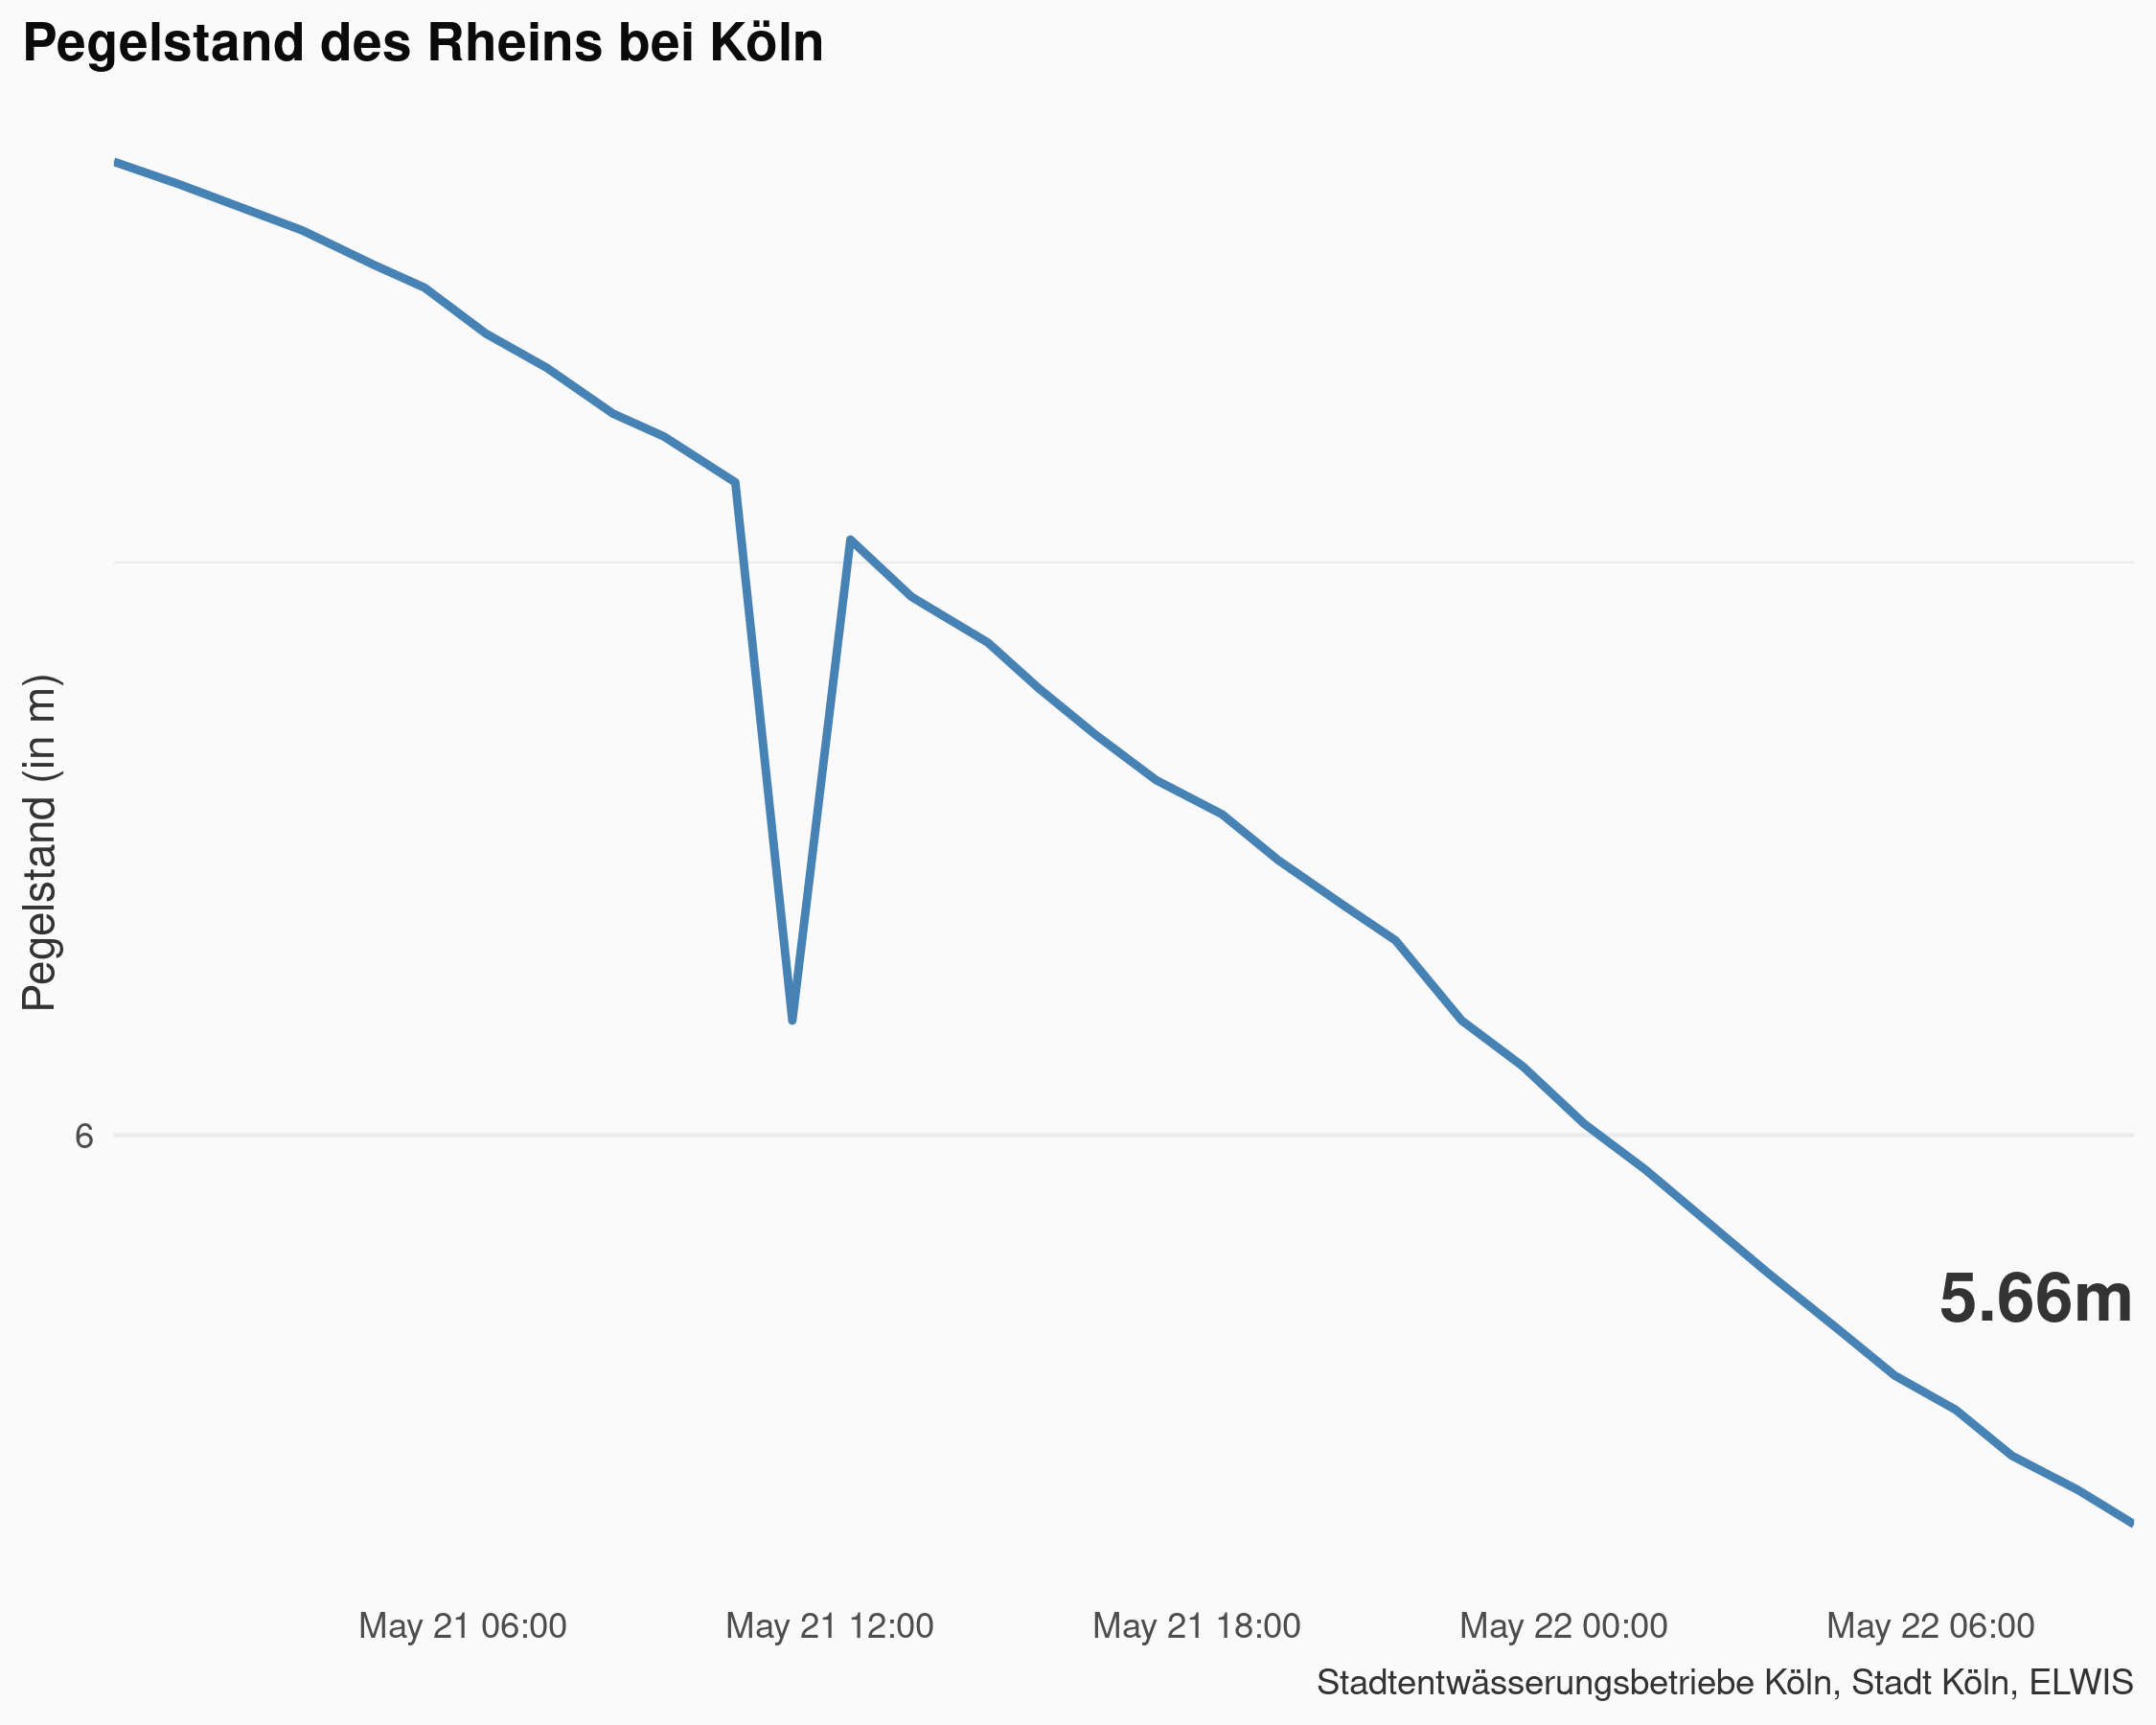 Pegelstand des Rheins bei Köln
Pegelstand (in m)
6
5.66m
May 21 06:00
May 21 12:00
May 21 18:00
May 22 00:00
May 22 06:00
Stadtentwässerungsbetriebe Köln, Stadt Köln, ELWIS